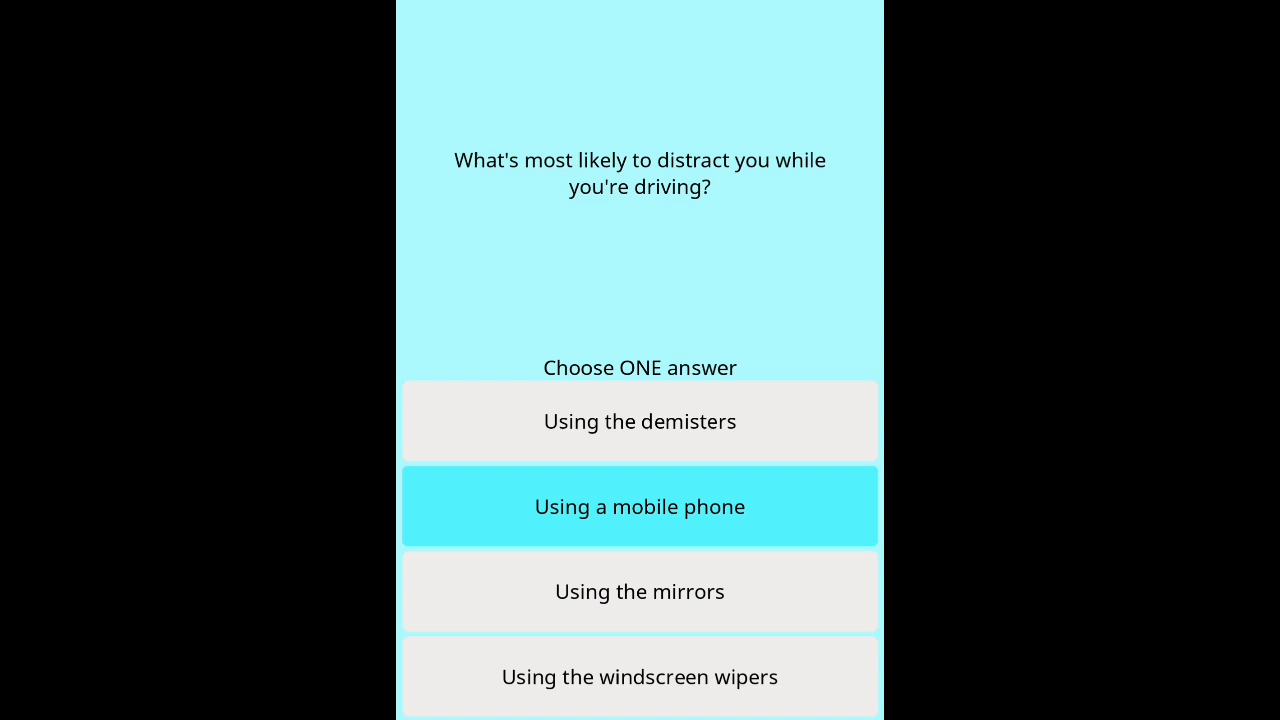 What's most likely to distract you while
you're driving?
Choose ONE answer
Using the demisters
Using a mobile phone
Using the mirrors
Using the windscreen wipers